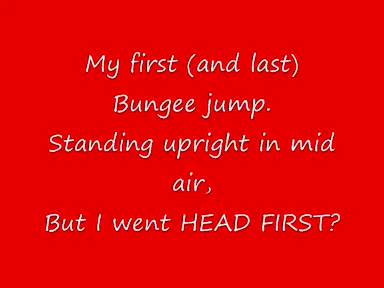 My first (and last)
Bungee jump.
Standing upright in mid
air,
But I went HEAD FIRST?